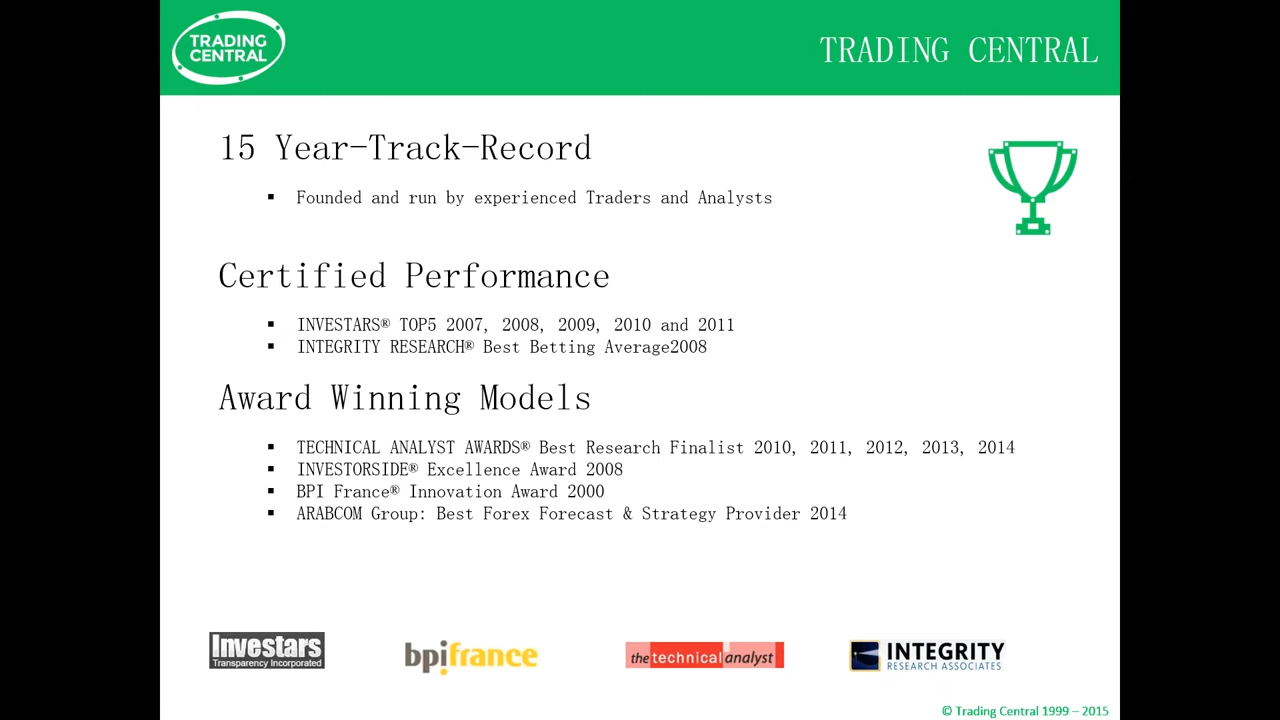 TRADING
CENTRAL
TRADING CENTRAL
15 Year-Track-Record
▪ Founded and run by experienced Traders and Analysts
Certified Performance
▪ INVESTARS® TOP5 2007, 2008, 2009, 2010 and 2011
▪ INTEGRITY RESEARCH® Best Betting Average2008
Award Winning Models
▪ TECHNICAL ANALYST AWARDS® Best Research Finalist 2010, 2011, 2012, 2013, 2014
▪ INVESTORSIDE® Excellence Award 2008
▪ BPI France® Innovation Award 2000
▪ ARABCOM Group: Best Forex Forecast & Strategy Provider 2014
Investars
Transparency Incorporated
bpifrance
the technical analyst
INTEGRITY
RESEARCH ASSOCIATES
© Trading Central 1999 – 2015